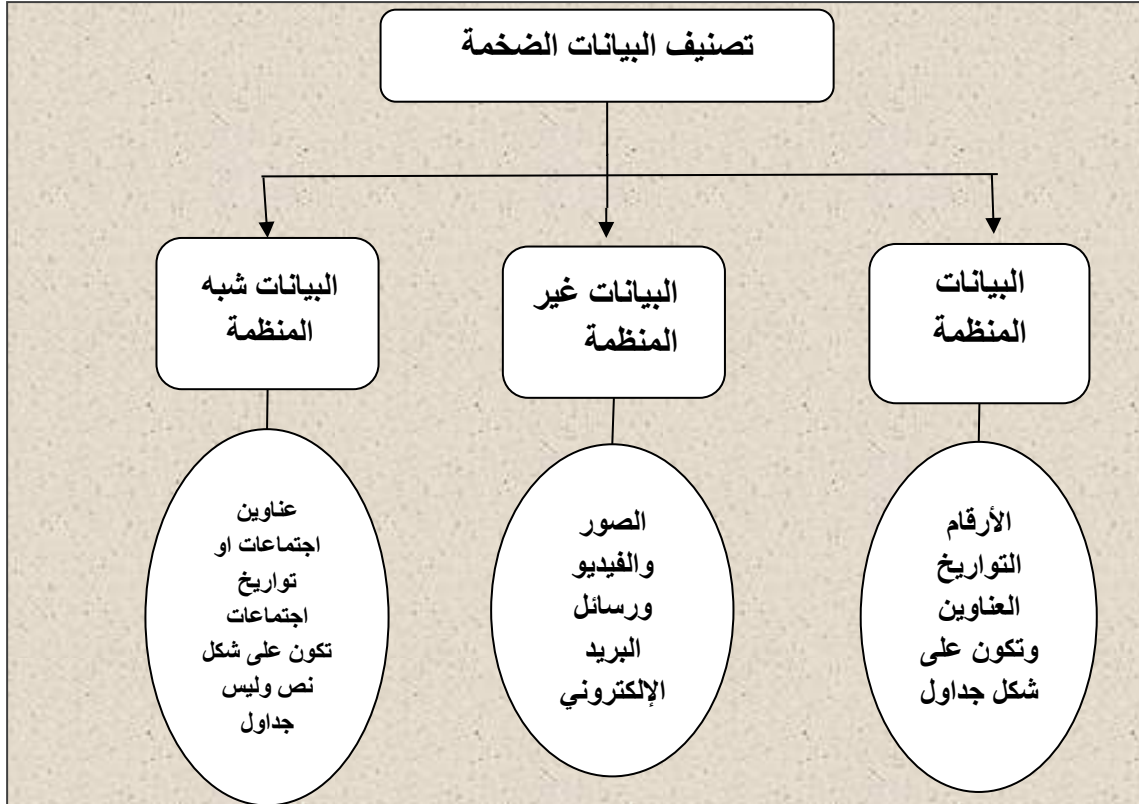 تصنيف البيانات الضخمة
البيانات
المنظمة
البيانات غير
المنظمة
البيانات شبه
المنظمة
الأرقام
التواريخ
العناوين
وتكون على
شكل جداول
الصور
والفيديو
ورسائل
البريد
الإلكتروني
عناوين
اجتماعات او
تواريخ
اجتماعات
تكون على شكل
نص وليس
جداول